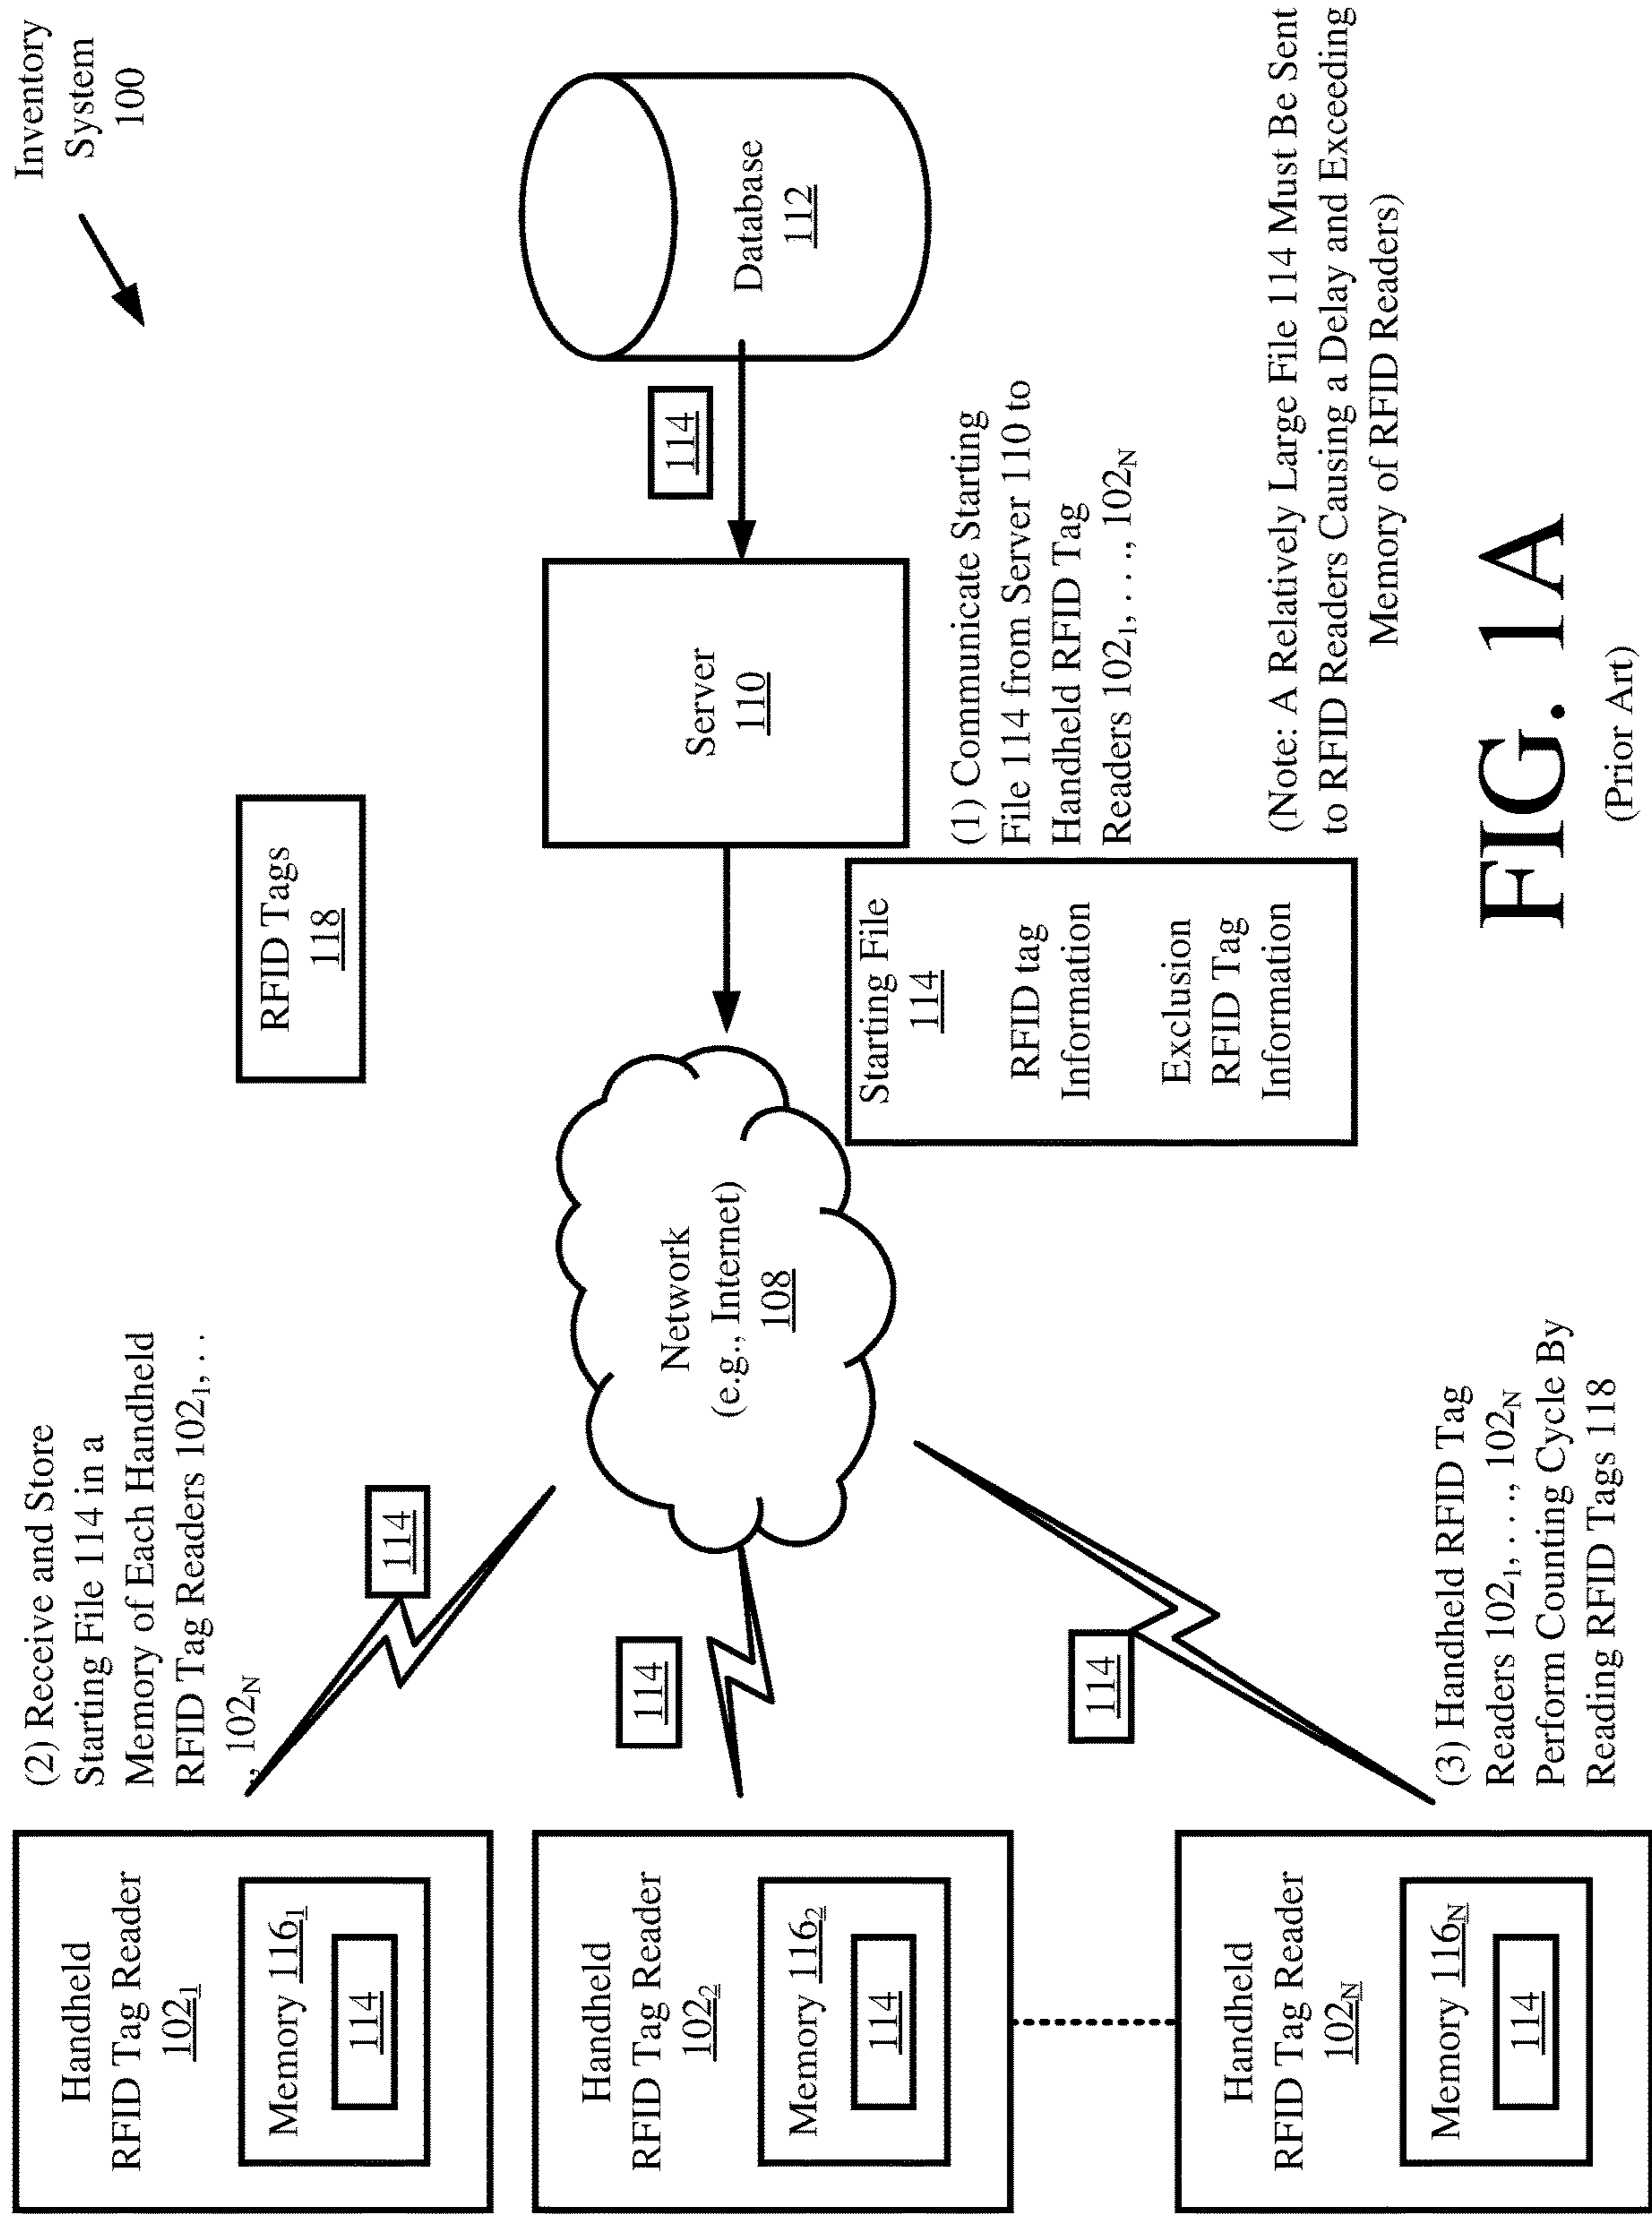 Inventory
System
100
Handheld
RFID Tag Reader
102₁
Memory 116₁
114
(2) Receive and Store
Starting File 114 in a
Memory of Each Handheld
RFID Tag Readers 102₁, . .
., 102N
114
RFID Tags
118
Handheld
RFID Tag Reader
102₂
Memory 116₂
114
114
Network
(e.g., Internet)
108
Server
110
114
Database
112
Handheld
RFID Tag Reader
102N
Memory 116N
114
114
(3) Handheld RFID Tag
Readers 102₁, . . ., 102N
Perform Counting Cycle By
Reading RFID Tags 118
Starting File
114
RFID tag
Information
Exclusion
RFID Tag
Information
(1) Communicate Starting
File 114 from Server 110 to
Handheld RFID Tag
Readers 102₁, . . ., 102N
(Note: A Relatively Large File 114 Must Be Sent
to RFID Readers Causing a Delay and Exceeding
Memory of RFID Readers)
FIG. 1A
(Prior Art)